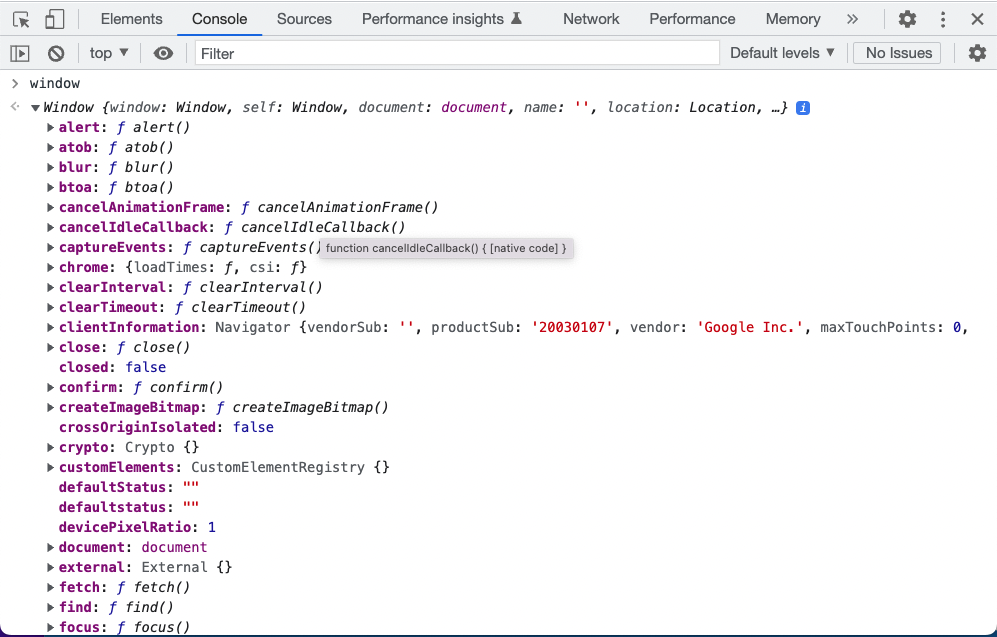 Elements Console Sources Performance insights Network Performance Memory
top Filter Default levels No Issues
window
Window {window: Window, self: Window, document: document, name: '', location: Location, …} i
alert: ƒ alert()
atob: ƒ atob()
blur: ƒ blur()
btoa: ƒ btoa()
cancelAnimationFrame: ƒ cancelAnimationFrame()
cancelIdleCallback: ƒ cancelIdleCallback()
captureEvents: ƒ captureEvents() function cancelIdleCallback() { [native code] }
chrome: {loadTimes: ƒ, csi: ƒ}
clearInterval: ƒ clearInterval()
clearTimeout: ƒ clearTimeout()
clientInformation: Navigator {vendorSub: '', productSub: '20030107', vendor: 'Google Inc.', maxTouchPoints: 0,
close: ƒ close()
closed: false
confirm: ƒ confirm()
createImageBitmap: ƒ createImageBitmap()
crossOriginIsolated: false
crypto: Crypto {}
customElements: CustomElementRegistry {}
defaultStatus: ""
defaultstatus: ""
devicePixelRatio: 1
document: document
external: External {}
fetch: ƒ fetch()
find: ƒ find()
focus: ƒ focus()